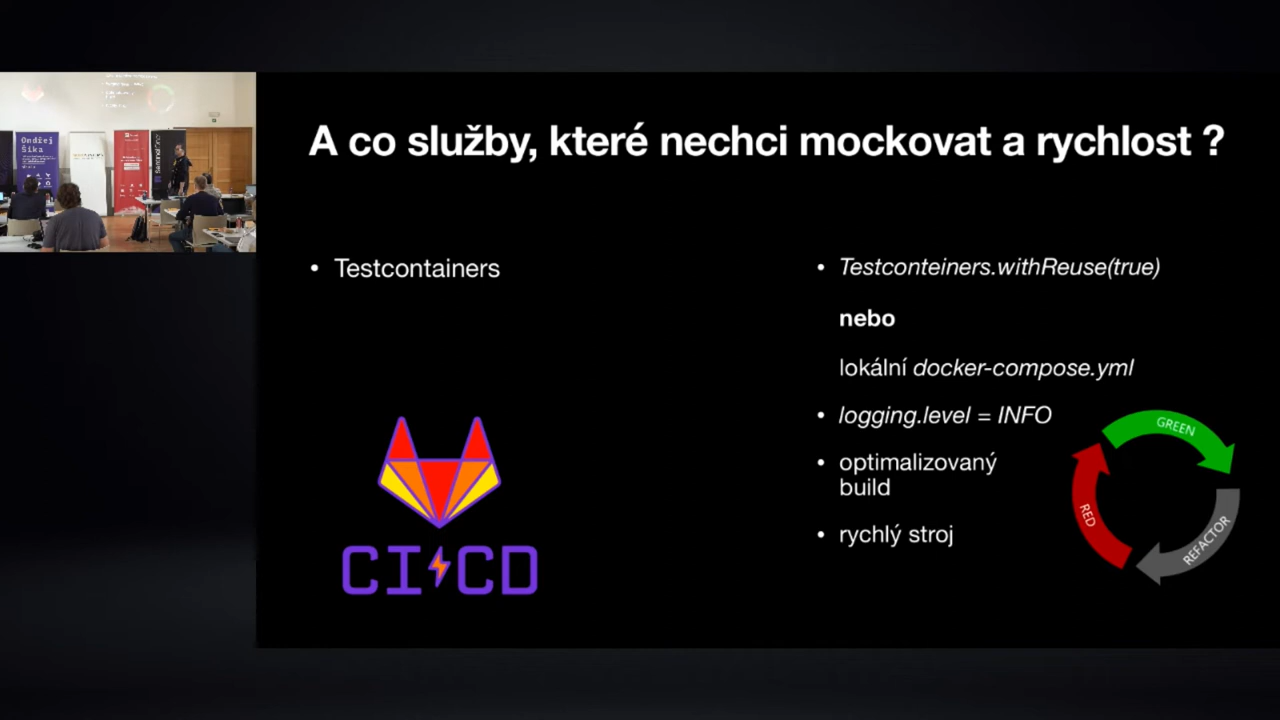 A co služby, které nechci mockovat a rychlost ?
Ondřej
Šika
• Testcontainers
CI CD
• Testconteiners.withReuse(true)
nebo
lokální docker-compose.yml
• logging.level = INFO
• optimalizovaný
build
• rychlý stroj
GREEN
RED
REFACTOR